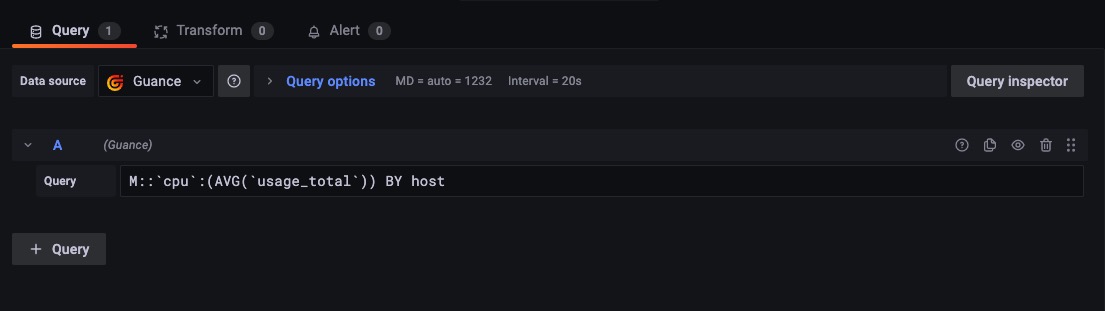 Query 1 Transform 0 Alert 0
Data source Guance Query options MD = auto = 1232 Interval = 20s Query inspector
A (Guance)
Query M::`cpu`:(AVG(`usage_total`)) BY host
+ Query